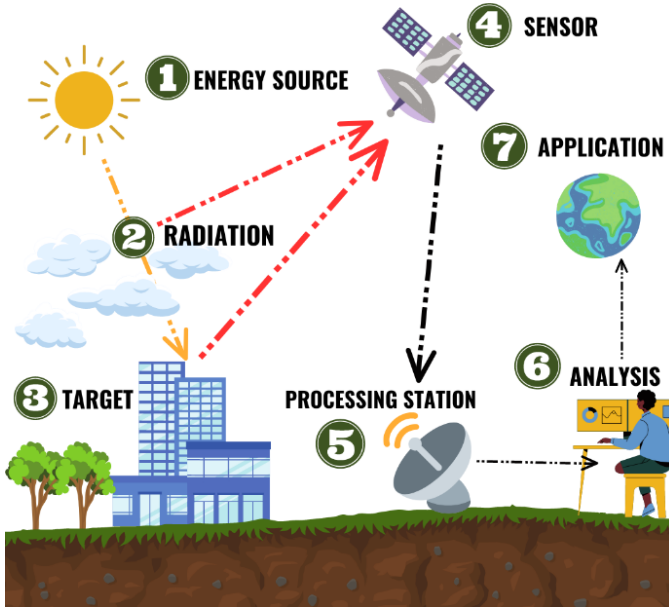 1 ENERGY SOURCE
2 RADIATION
3 TARGET
4 SENSOR
PROCESSING STATION
5
6 ANALYSIS
7 APPLICATION